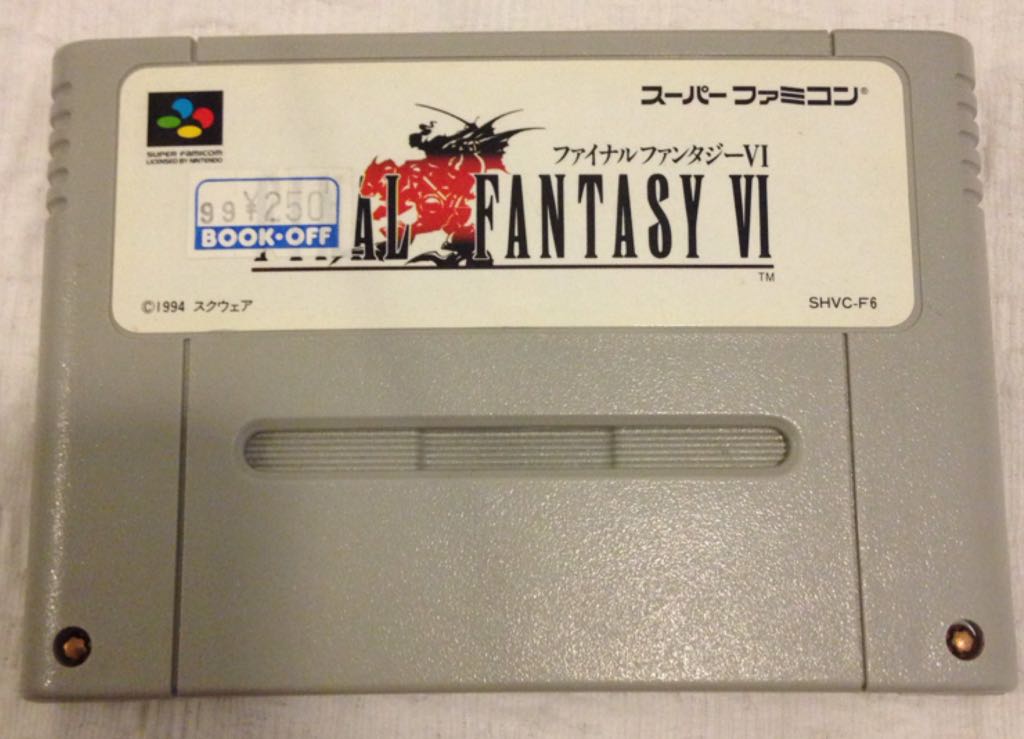 スーパーファミコン®
SUPER FAMICOM
LICENSED BY NINTENDO
ファイナルファンタジーVI
FINAL FANTASY VI
TM
99 ¥250
BOOK・OFF
©1994 スクウェア
SHVC-F6